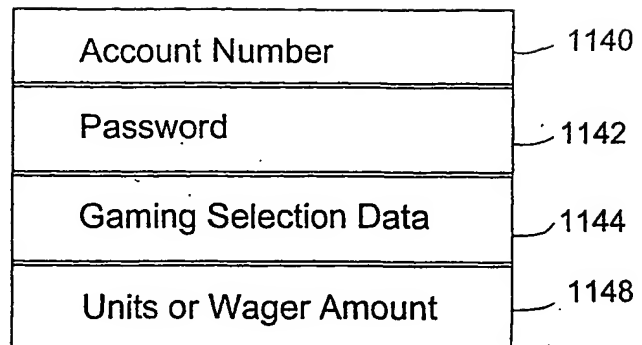 Account Number 1140
Password 1142
Gaming Selection Data 1144
Units or Wager Amount 1148